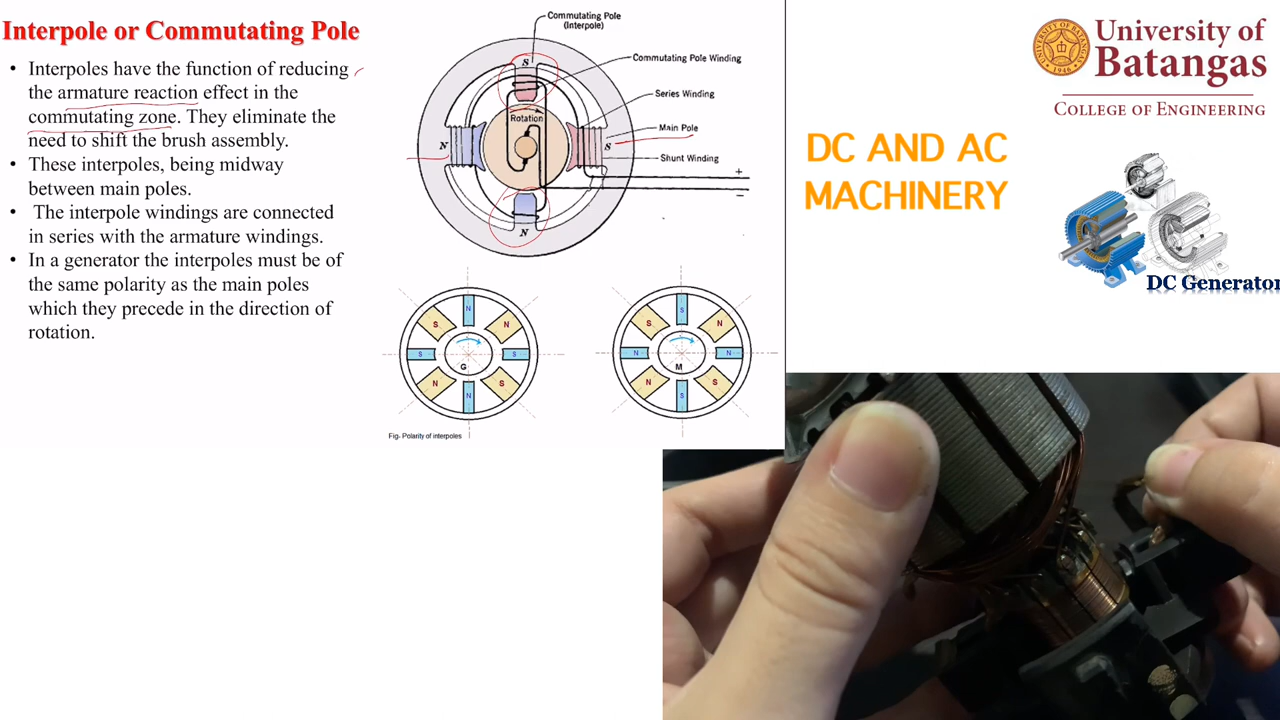 Interpole or Commutating Pole
• Interpoles have the function of reducing
the armature reaction effect in the
commutating zone. They eliminate the
need to shift the brush assembly.
• These interpoles, being midway
between main poles.
• The interpole windings are connected
in series with the armature windings.
• In a generator the interpoles must be of
the same polarity as the main poles
which they precede in the direction of
rotation.
Commutating Pole
(Interpole)
S
Commutating Pole Winding
Series Winding
Rotation
Main Pole
N
S
Shunt Winding
+
−
N
N
S
N
S
S
G
N
S
N
S
S
N
N
N
M
N
S
S
Fig- Polarity of interpoles
UNIVERSITY OF BATANGAS
1946
University of
Batangas
COLLEGE OF ENGINEERING
DC AND AC
MACHINERY
DC Generator